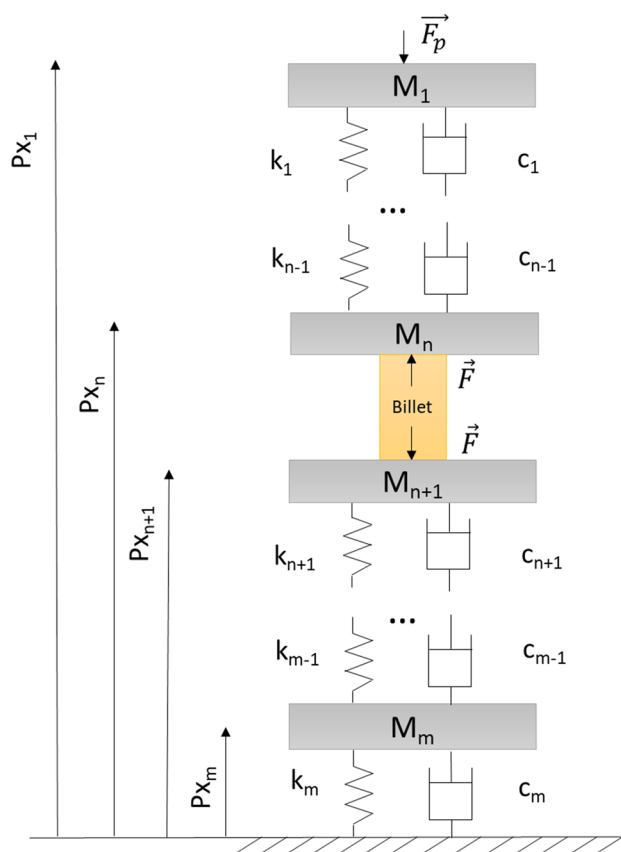 F⃗ₚ
M₁
Px₁
k₁
c₁
...
kₙ₋₁
cₙ₋₁
Mₙ
Pxₙ
F⃗
Billet
F⃗
Mₙ₊₁
Pxₙ₊₁
kₙ₊₁
cₙ₊₁
...
kₘ₋₁
cₘ₋₁
Mₘ
Pxₘ
kₘ
cₘ